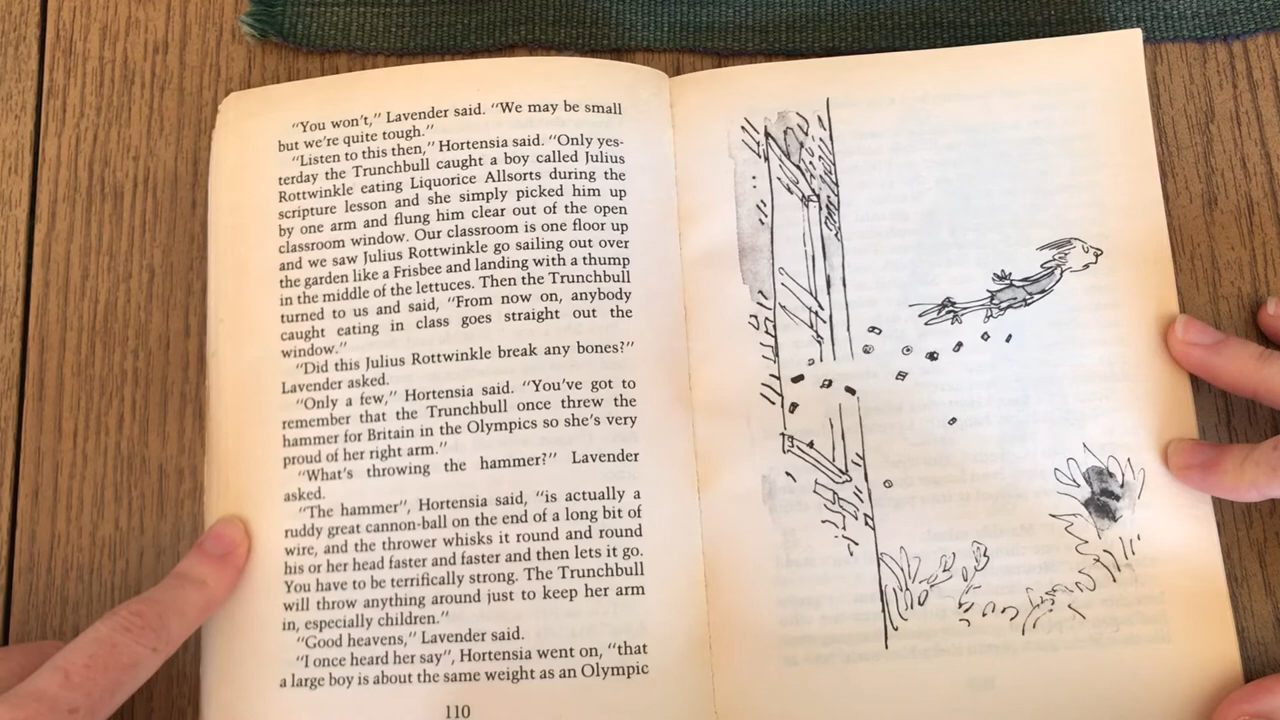 "You won't," Lavender said. "We may be small
but we're quite tough."
"Listen to this then," Hortensia said. "Only yes-
terday the Trunchbull caught a boy called Julius
Rottwinkle eating Liquorice Allsorts during the
scripture lesson and she simply picked him up
by one arm and flung him clear out of the open
classroom window. Our classroom is one floor up
and we saw Julius Rottwinkle go sailing out over
the garden like a Frisbee and landing with a thump
in the middle of the lettuces. Then the Trunchbull
turned to us and said, "From now on, anybody
caught eating in class goes straight out the
window."
"Did this Julius Rottwinkle break any bones?"
Lavender asked.
"Only a few," Hortensia said. "You've got to
remember that the Trunchbull once threw the
hammer for Britain in the Olympics so she's very
proud of her right arm."
"What's throwing the hammer?" Lavender
asked.
"The hammer", Hortensia said, "is actually a
ruddy great cannon-ball on the end of a long bit of
wire, and the thrower whisks it round and round
his or her head faster and faster and then lets it go.
You have to be terrifically strong. The Trunchbull
will throw anything around just to keep her arm
in, especially children."
"Good heavens," Lavender said.
"I once heard her say", Hortensia went on, "that
a large boy is about the same weight as an Olympic
110